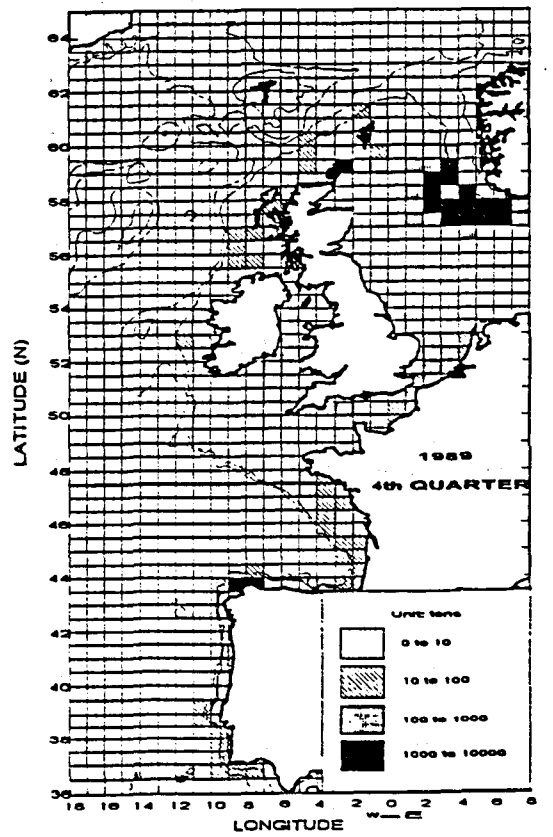 64
62
60
58
56
54
52
50
48
46
44
42
40
38
36
LATITUDE (N)
1989
4th QUARTER
Unit tens
0 to 10
10 to 100
100 to 1000
1000 to 10000
18 16 14 12 10 8 6 4 2 0 2 4 6 8
W — E
LONGITUDE